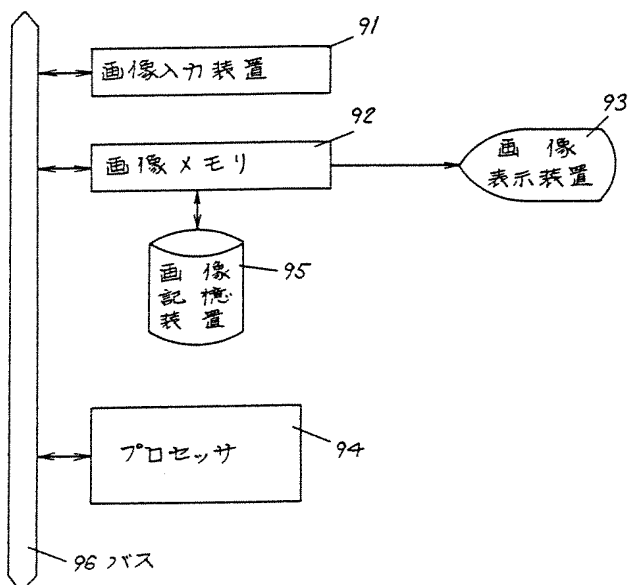 91
画像入力装置
92
画像メモリ
93
画像
表示装置
95
画像
記憶
装置
94
プロセッサ
96 バス